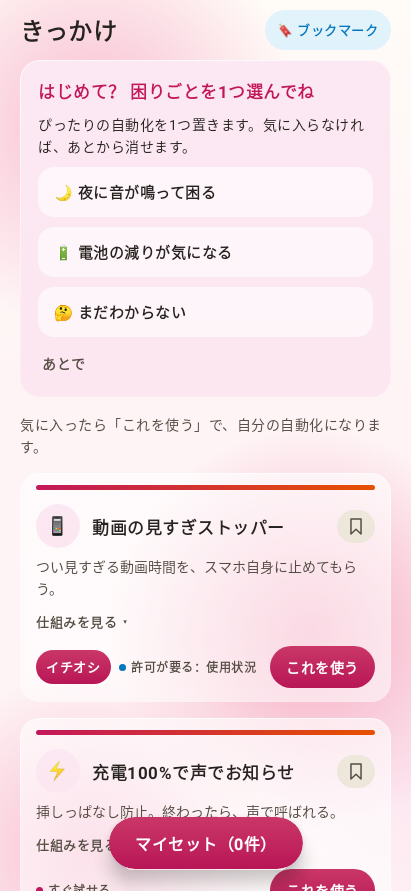 きっかけ
🔖 ブックマーク
はじめて？ 困りごとを1つ選んでね
ぴったりの自動化を1つ置きます。気に入らなけれ
ば、あとから消せます。
🌙 夜に音が鳴って困る
🔋 電池の減りが気になる
🤔 まだわからない
あとで
気に入ったら「これを使う」で、自分の自動化になりま
す。
動画の見すぎストッパー
つい見すぎる動画時間を、スマホ自身に止めてもら
う。
仕組みを見る
イチオシ
許可が要る: 使用状況
これを使う
充電100%で声でお知らせ
挿しっぱなし防止。終わったら、声で呼ばれる。
仕組みを見る
マイセット（0件）
すぐ試せる
これを使う